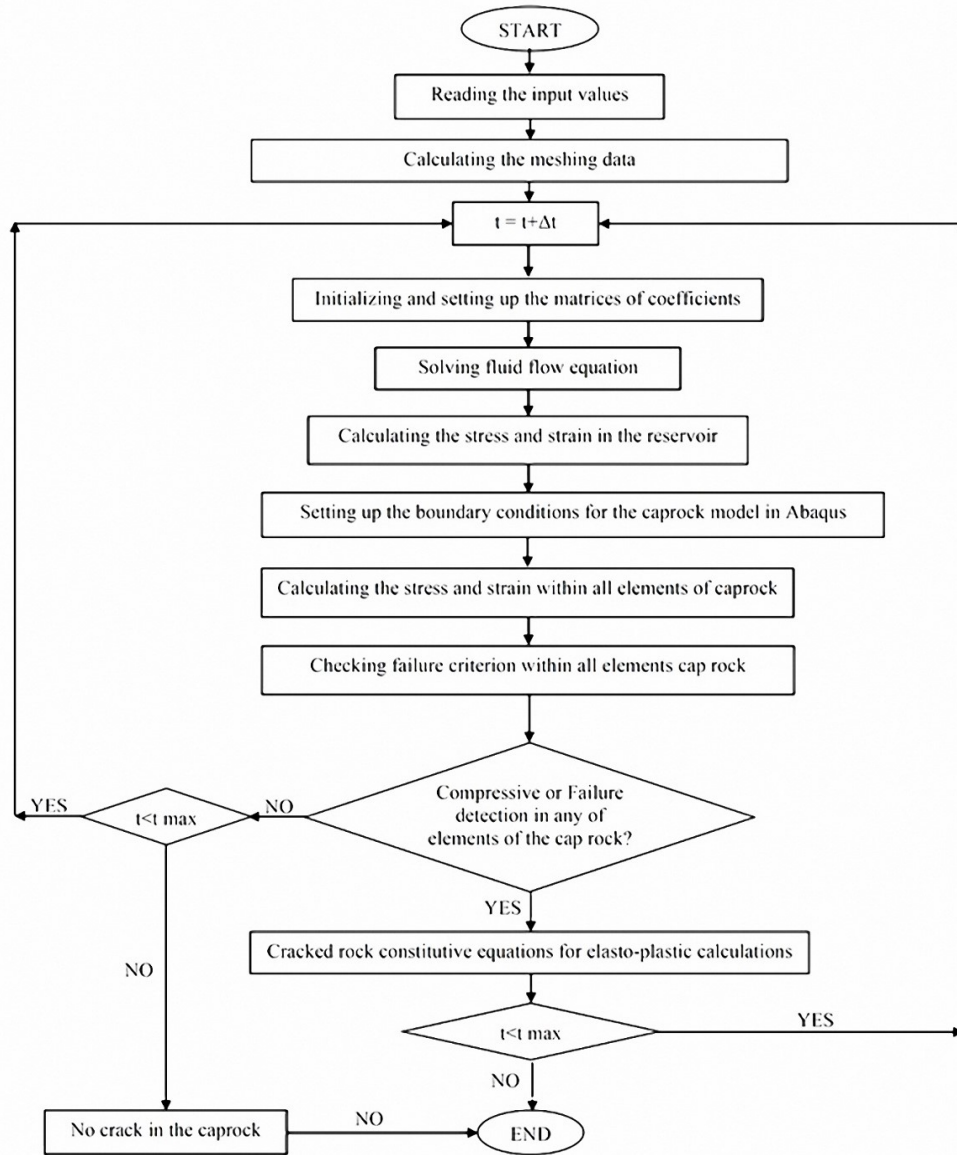 START
Reading the input values
Calculating the meshing data
t = t+Δt
Initializing and setting up the matrices of coefficients
Solving fluid flow equation
Calculating the stress and strain in the reservoir
Setting up the boundary conditions for the caprock model in Abaqus
Calculating the stress and strain within all elements of caprock
Checking failure criterion within all elements cap rock
Compressive or Failure
detection in any of
elements of the cap rock?
NO
t<t max
YES
NO
YES
Cracked rock constitutive equations for elasto-plastic calculations
t<t max
YES
NO
No crack in the caprock
NO
END